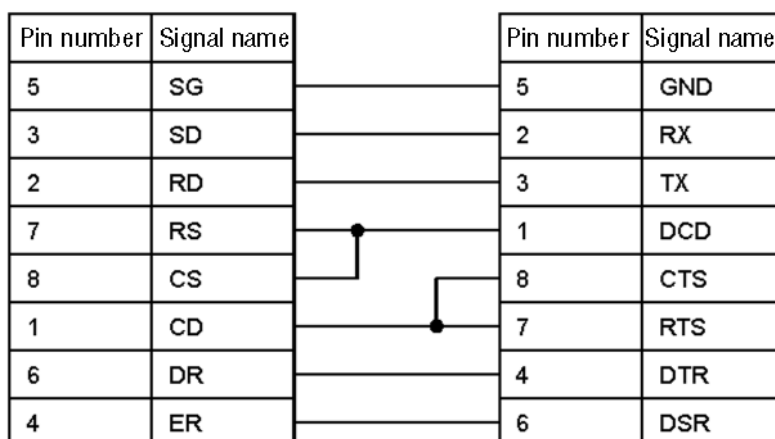 Pin number Signal name Pin number Signal name
5 SG 5 GND
3 SD 2 RX
2 RD 3 TX
7 RS 1 DCD
8 CS 8 CTS
1 CD 7 RTS
6 DR 4 DTR
4 ER 6 DSR